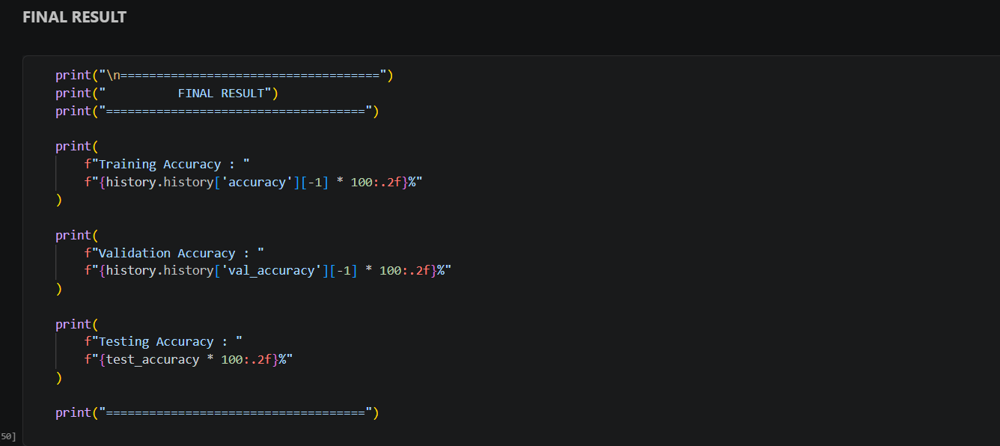 FINAL RESULT
print("\n====================================")
print("          FINAL RESULT")
print("====================================")
print(
    f"Training Accuracy : "
    f"{history.history['accuracy'][-1] * 100:.2f}%"
)
print(
    f"Validation Accuracy : "
    f"{history.history['val_accuracy'][-1] * 100:.2f}%"
)
print(
    f"Testing Accuracy : "
    f"{test_accuracy * 100:.2f}%"
)
print("====================================")
50]